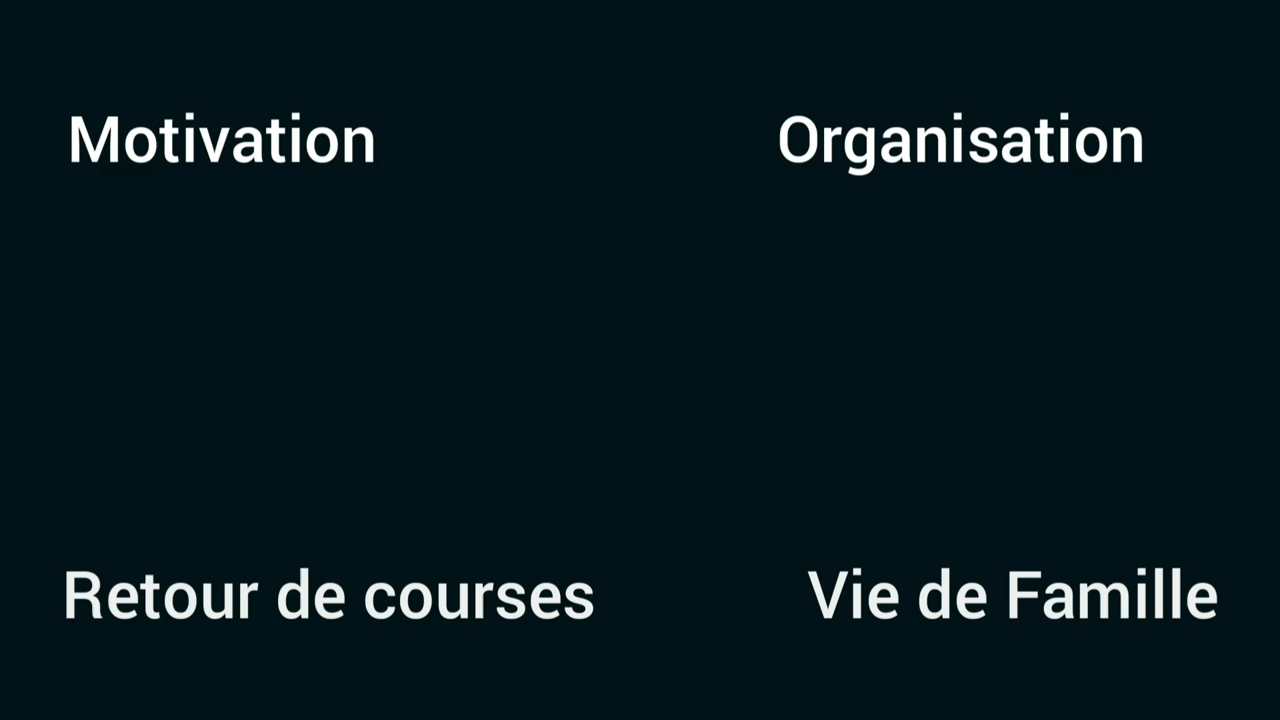 Motivation
Organisation
Retour de courses
Vie de Famille